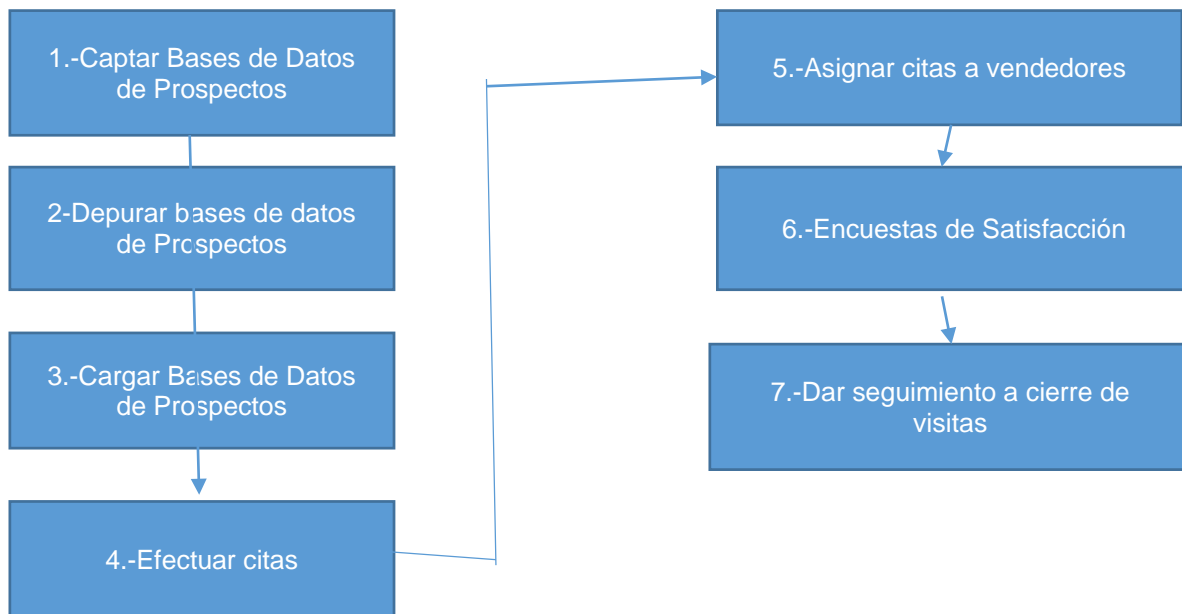 1.-Captar Bases de Datos
de Prospectos
2-Depurar bases de datos
de Prospectos
3.-Cargar Bases de Datos
de Prospectos
4.-Efectuar citas
5.-Asignar citas a vendedores
6.-Encuestas de Satisfacción
7.-Dar seguimiento a cierre de
visitas